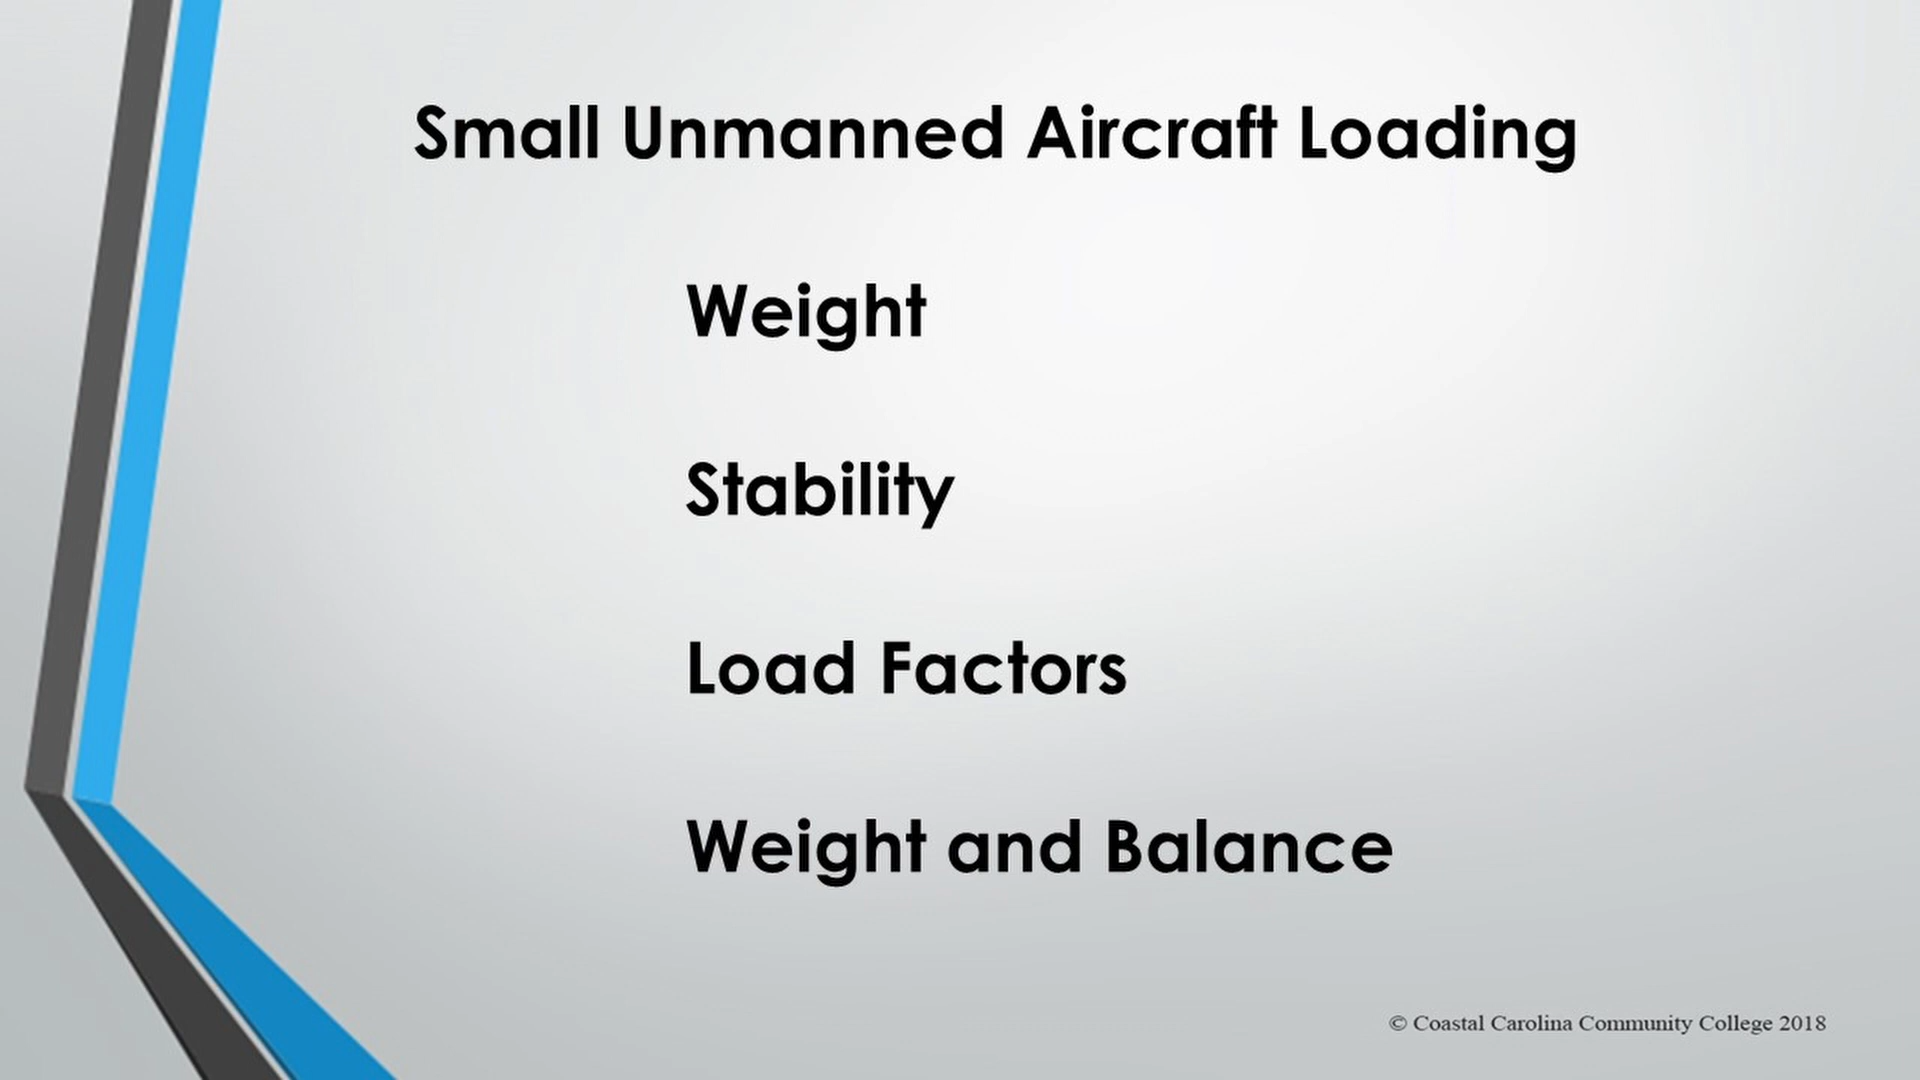 Small Unmanned Aircraft Loading
Weight
Stability
Load Factors
Weight and Balance
© Coastal Carolina Community College 2018